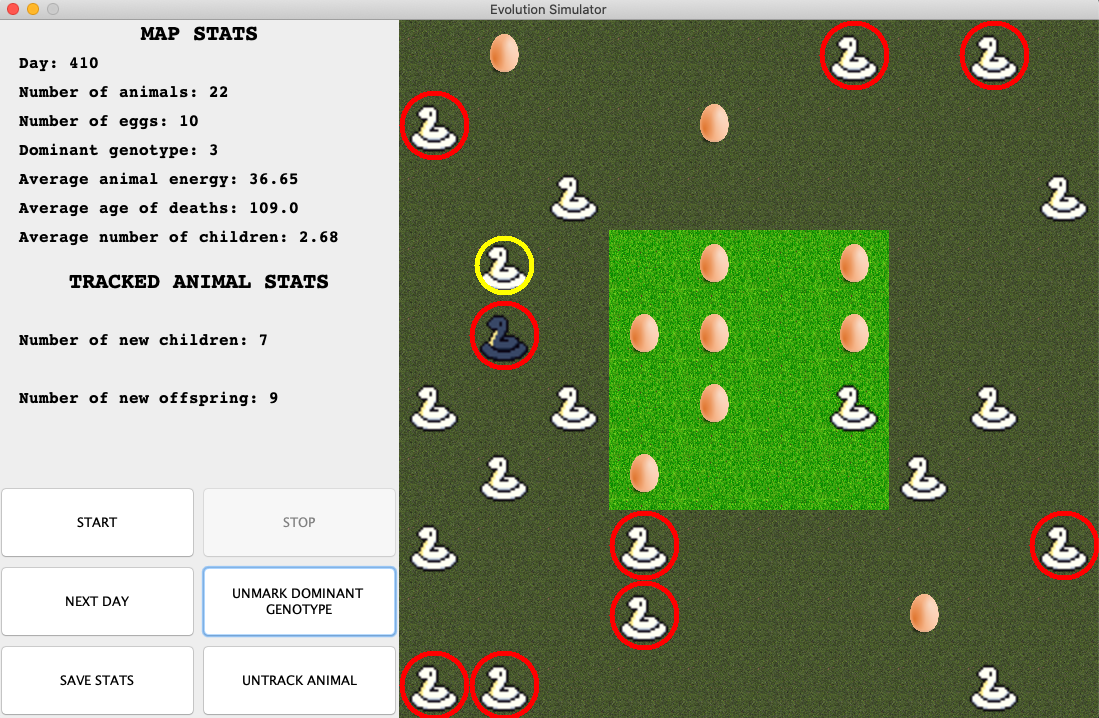 Evolution Simulator
MAP STATS
Day: 410
Number of animals: 22
Number of eggs: 10
Dominant genotype: 3
Average animal energy: 36.65
Average age of deaths: 109.0
Average number of children: 2.68
TRACKED ANIMAL STATS
Number of new children: 7
Number of new offspring: 9
START
STOP
NEXT DAY
UNMARK DOMINANT
GENOTYPE
SAVE STATS
UNTRACK ANIMAL